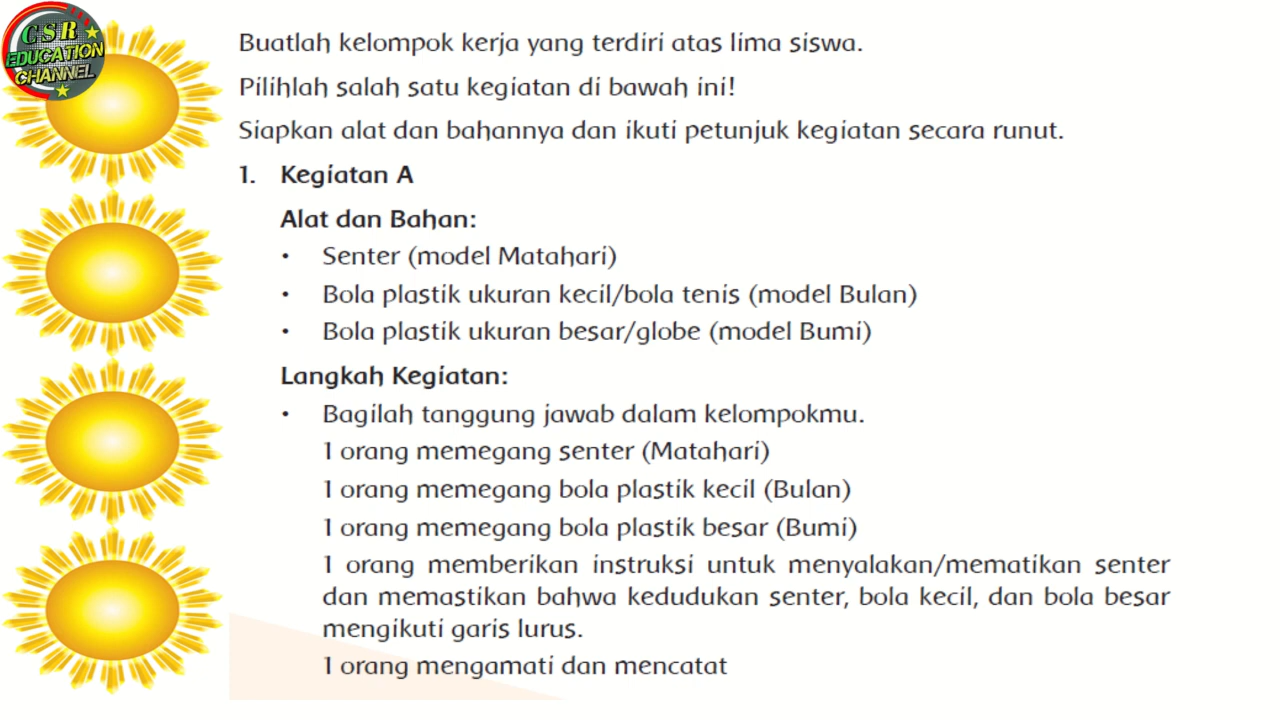 CSR
EDUCATION
CHANNEL
Buatlah kelompok kerja yang terdiri atas lima siswa.
Pilihlah salah satu kegiatan di bawah ini!
Siapkan alat dan bahannya dan ikuti petunjuk kegiatan secara runut.
1. Kegiatan A
Alat dan Bahan:
• Senter (model Matahari)
• Bola plastik ukuran kecil/bola tenis (model Bulan)
• Bola plastik ukuran besar/globe (model Bumi)
Langkah Kegiatan:
• Bagilah tanggung jawab dalam kelompokmu.
1 orang memegang senter (Matahari)
1 orang memegang bola plastik kecil (Bulan)
1 orang memegang bola plastik besar (Bumi)
1 orang memberikan instruksi untuk menyalakan/mematikan senter
dan memastikan bahwa kedudukan senter, bola kecil, dan bola besar
mengikuti garis lurus.
1 orang mengamati dan mencatat